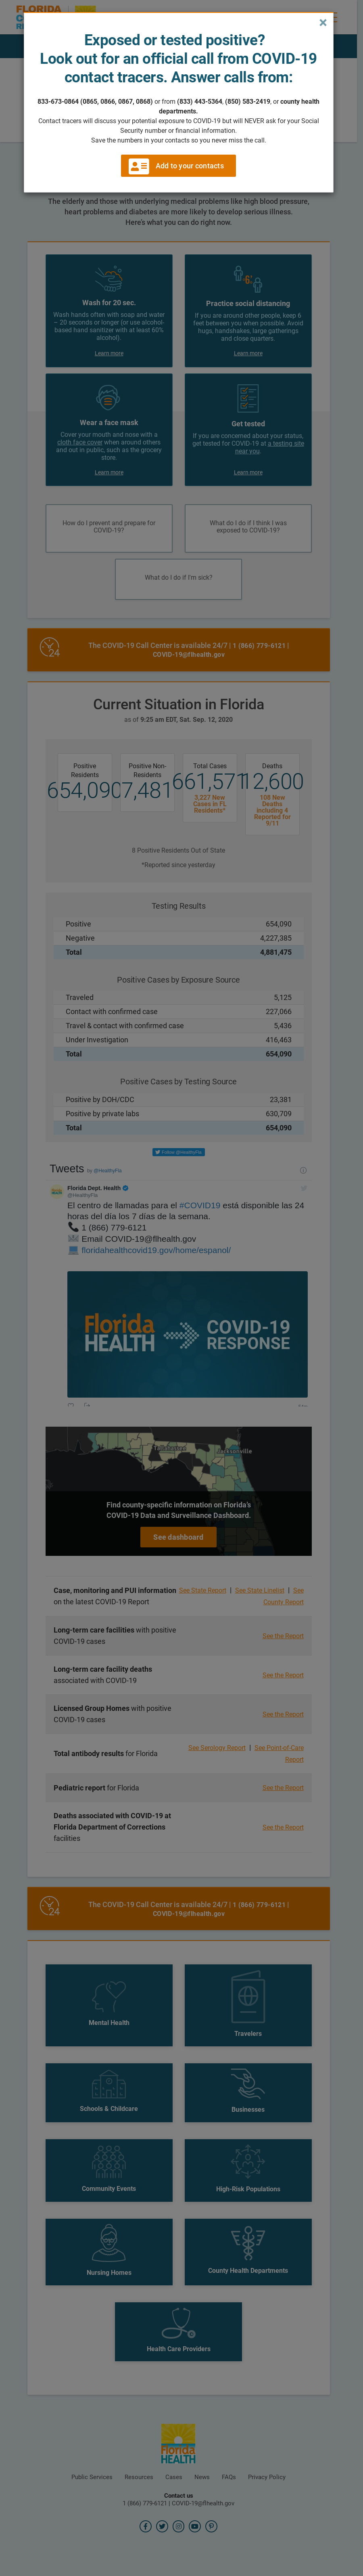 FLORIDA
×
Exposed or tested positive?
Look out for an official call from COVID-19
contact tracers. Answer calls from:
833-673-0864 (0865, 0866, 0867, 0868) or from (833) 443-5364, (850) 583-2419, or county health
departments.
Contact tracers will discuss your potential exposure to COVID-19 but will NEVER ask for your Social
Security number or financial information.
Save the numbers in your contacts so you never miss the call.
Add to your contacts
The elderly and those with underlying medical problems like high blood pressure,
heart problems and diabetes are more likely to develop serious illness.
Here's what you can do right now.
Wash for 20 sec.
Wash hands often with soap and water
– 20 seconds or longer (or use alcohol-
based hand sanitizer with at least 60%
alcohol).
Learn more
Practice social distancing
If you are around other people, keep 6
feet between you when possible. Avoid
hugs, handshakes, large gatherings
and close quarters.
Learn more
Wear a face mask
Cover your mouth and nose with a
cloth face cover when around others
and out in public, such as the grocery
store.
Learn more
Get tested
If you are concerned about your status,
get tested for COVID-19 at a testing site
near you.
Learn more
How do I prevent and prepare for
COVID-19?
What do I do if I think I was
exposed to COVID-19?
What do I do if I'm sick?
24
The COVID-19 Call Center is available 24/7 | 1 (866) 779-6121 |
COVID-19@flhealth.gov
Current Situation in Florida
as of 9:25 am EDT, Sat. Sep. 12, 2020
Positive
Residents
654,090
Positive Non-
Residents
7,481
Total Cases
661,571
3,227 New
Cases in FL
Residents*
Deaths
12,600
108 New
Deaths
including 4
Reported for
9/11
8 Positive Residents Out of State
*Reported since yesterday
Testing Results
Positive 654,090
Negative 4,227,385
Total 4,881,475
Positive Cases by Exposure Source
Traveled 5,125
Contact with confirmed case 227,066
Travel & contact with confirmed case 5,436
Under Investigation 416,463
Total 654,090
Positive Cases by Testing Source
Positive by DOH/CDC 23,381
Positive by private labs 630,709
Total 654,090
Follow @HealthyFla
Tweets by @HealthyFla
Florida Dept. Health
@HealthyFla
El centro de llamadas para el #COVID19 está disponible las 24
horas del día los 7 días de la semana.
1 (866) 779-6121
Email COVID-19@flhealth.gov
floridahealthcovid19.gov/home/espanol/
Florida
HEALTH
COVID-19
RESPONSE
Tallahassee
Jacksonville
Find county-specific information on Florida's
COVID-19 Data and Surveillance Dashboard.
See dashboard
Case, monitoring and PUI information
on the latest COVID-19 Report
See State Report | See State Linelist | See
County Report
Long-term care facilities with positive
COVID-19 cases
See the Report
Long-term care facility deaths
associated with COVID-19
See the Report
Licensed Group Homes with positive
COVID-19 cases
See the Report
Total antibody results for Florida
See Serology Report | See Point-of-Care
Report
Pediatric report for Florida
See the Report
Deaths associated with COVID-19 at
Florida Department of Corrections
facilities
See the Report
24
The COVID-19 Call Center is available 24/7 | 1 (866) 779-6121 |
COVID-19@flhealth.gov
Mental Health
Travelers
Schools & Childcare
Businesses
Community Events
High-Risk Populations
Nursing Homes
County Health Departments
Health Care Providers
Florida
HEALTH
Public Services Resources Cases News FAQs Privacy Policy
Contact us
1 (866) 779-6121 | COVID-19@flhealth.gov